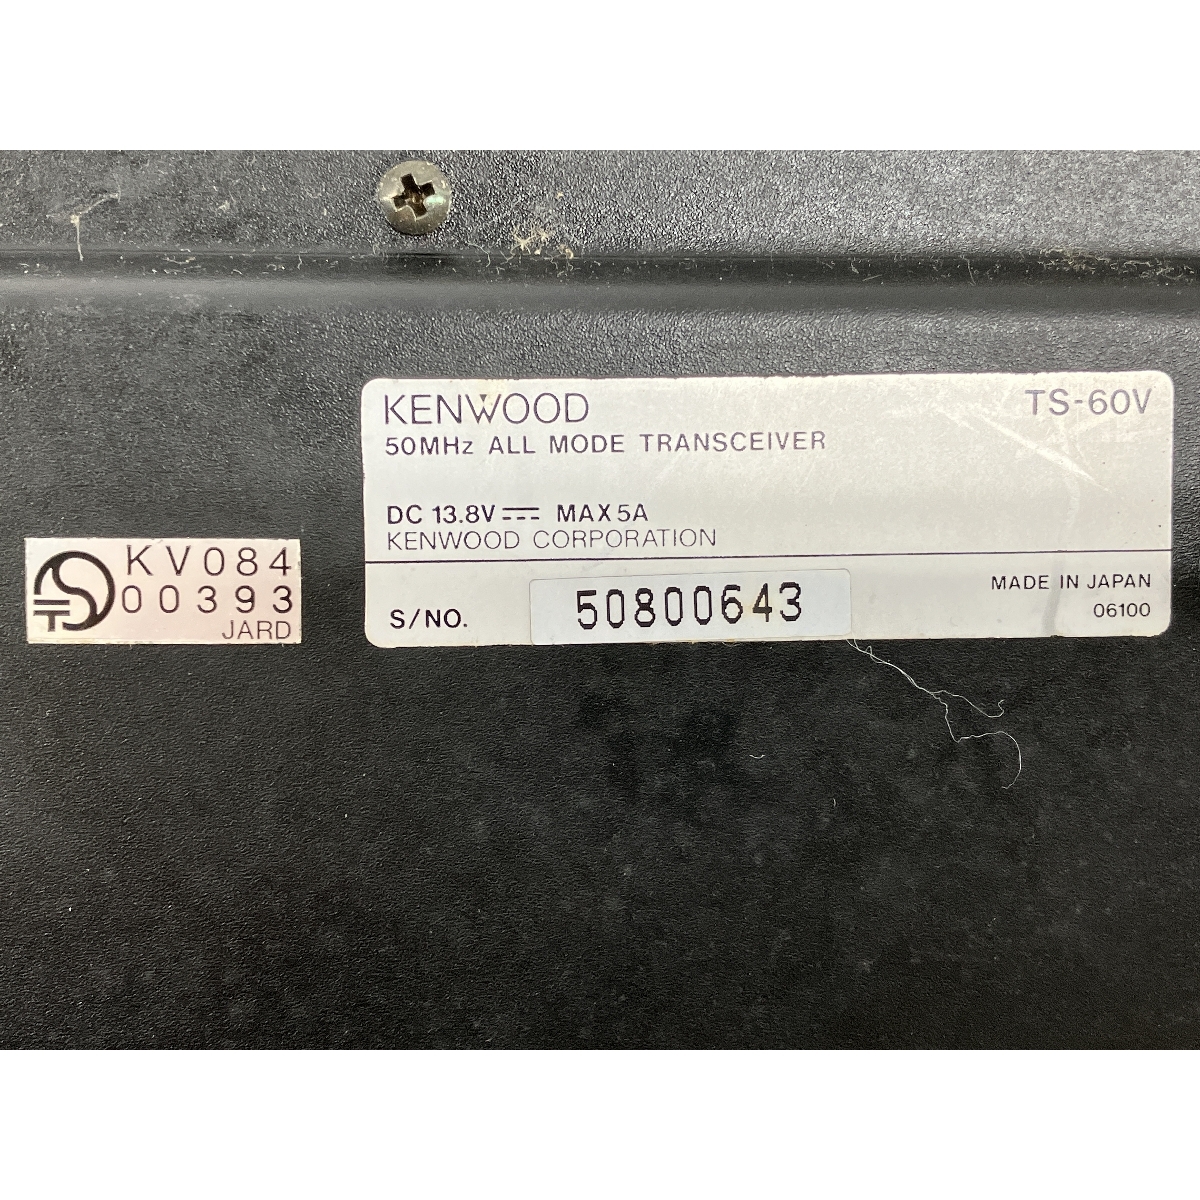 KENWOOD TS-60V
50MHz ALL MODE TRANSCEIVER
DC 13.8V MAX 5A
KENWOOD CORPORATION
S/NO. 50800643
MADE IN JAPAN
06100
KV084
00393
JARD